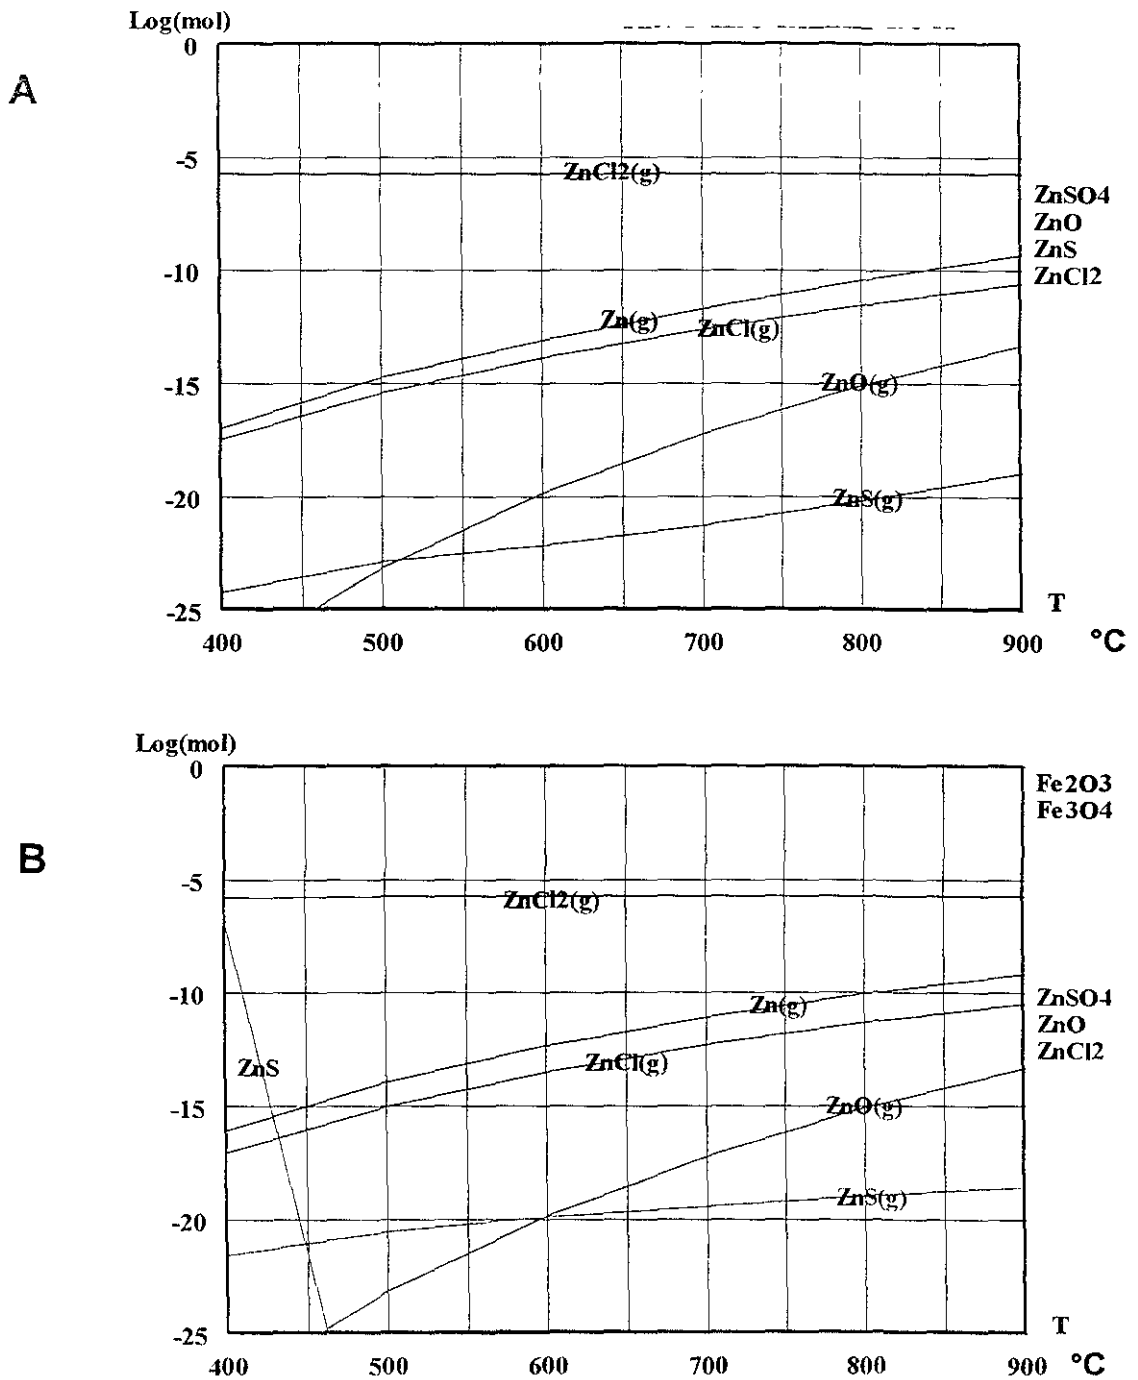 Log(mol)
0
A
-5
ZnCl2(g)
ZnSO4
ZnO
ZnS
ZnCl2
-10
Zn(g)
ZnCl(g)
-15
ZnO(g)
-20
ZnS(g)
-25
T
400
500
600
700
800
900
°C
Log(mol)
0
Fe2O3
Fe3O4
B
-5
ZnCl2(g)
-10
Zn(g)
ZnSO4
ZnO
ZnCl2
ZnS
ZnCl(g)
-15
ZnO(g)
ZnS(g)
-20
-25
T
400
500
600
700
800
900
°C